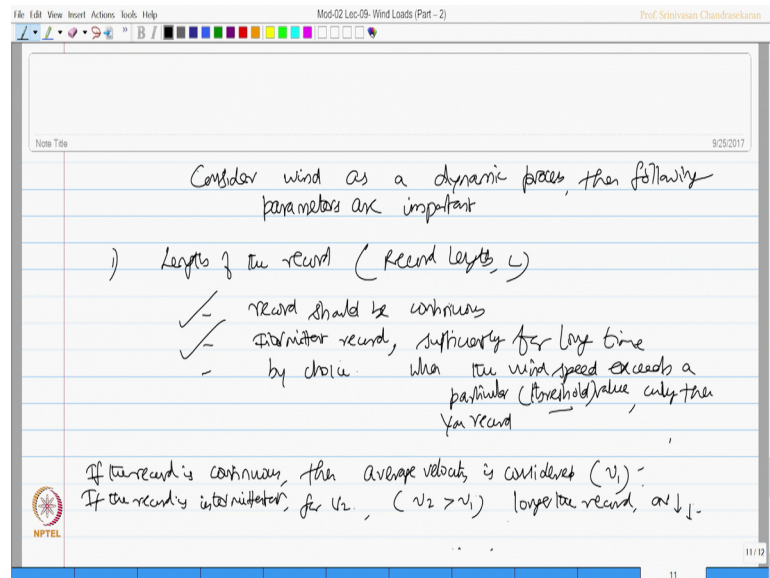 File Edit View Insert Actions Tools Help
Mod-02 Lec-09- Wind Loads (Part – 2)
Prof. Srinivasan Chandrasekaran
B I
Note Title
9/25/2017
Consider wind as a dynamic process, then following
parameters are important
1) Length of the record (Record length, L)
- record should be continuous
- Intermittent record, sufficiently for long time
- by choice. When the wind speed exceeds a
particular (threshold) value, only then
you record
If the record is continuous, then average velocity is considered (v1) -
If the record is intermittent, for v2, (v2 > v1) longer the record, av ↓↓-
NPTEL
11/12
11